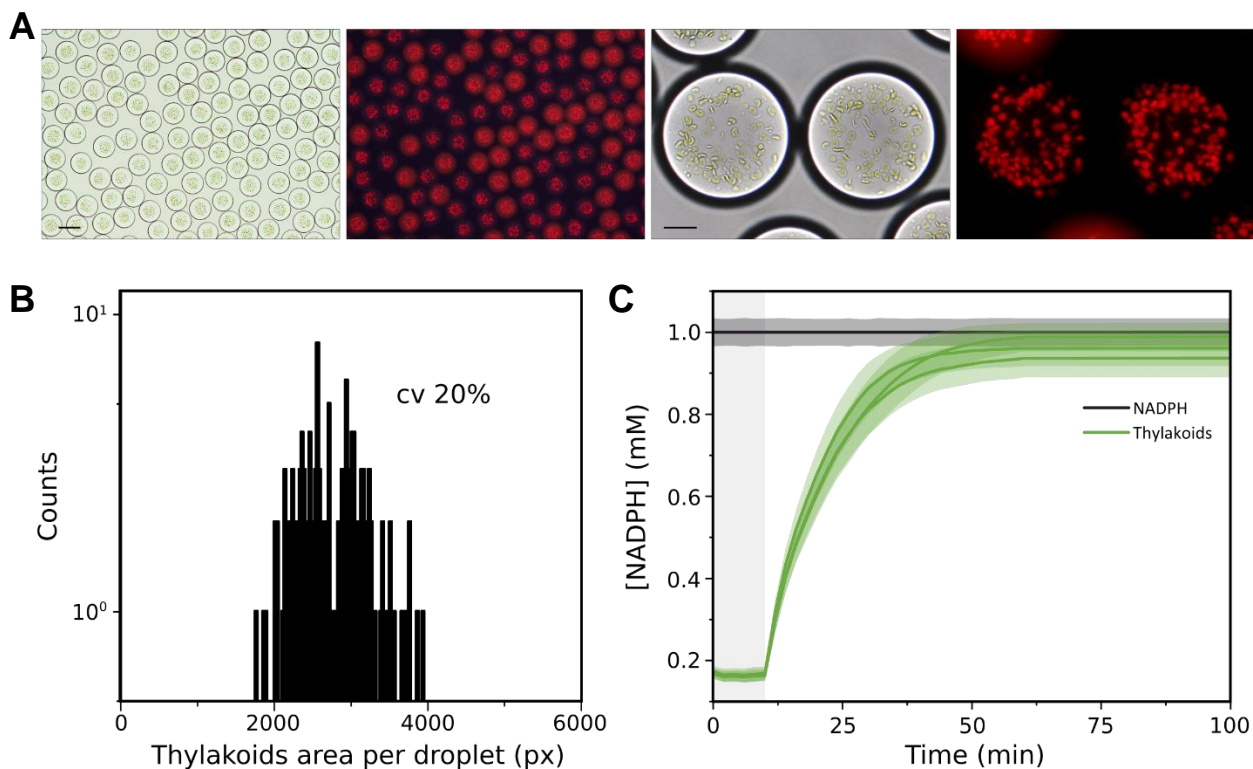 A
B
10¹
10⁰
Counts
cv 20%
0
2000
4000
6000
Thylakoids area per droplet (px)
C
1.0
0.8
0.6
0.4
0.2
[NADPH] (mM)
NADPH
Thylakoids
0
25
50
75
100
Time (min)